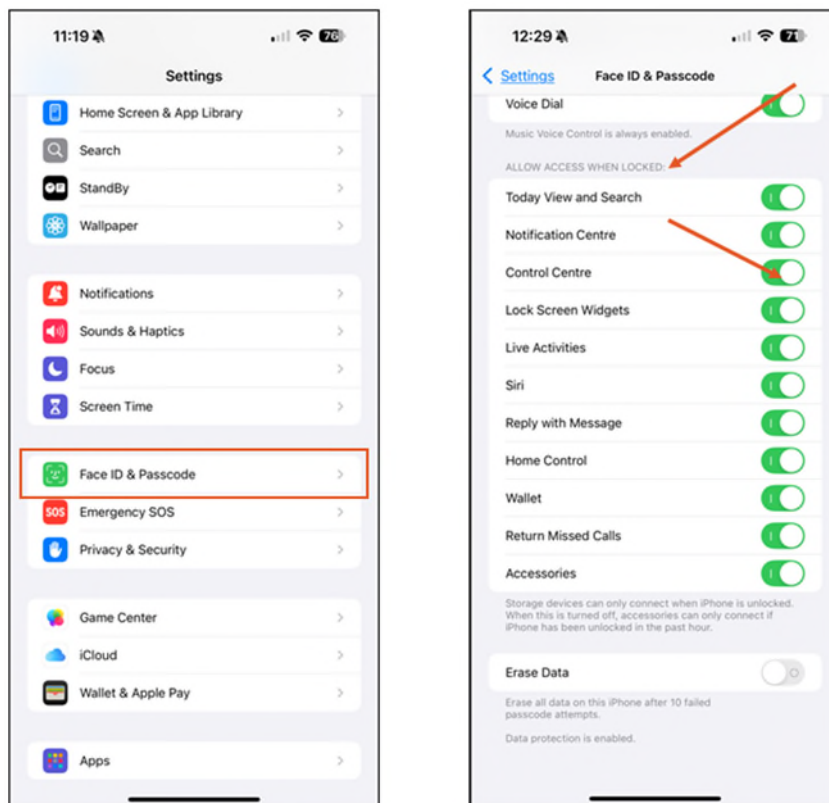 11:19
76
Settings
Home Screen & App Library
Search
StandBy
Wallpaper
Notifications
Sounds & Haptics
Focus
Screen Time
Face ID & Passcode
SOS
Emergency SOS
Privacy & Security
Game Center
iCloud
Wallet & Apple Pay
Apps
12:29
71
Settings
Face ID & Passcode
Voice Dial
Music Voice Control is always enabled.
ALLOW ACCESS WHEN LOCKED:
Today View and Search
Notification Centre
Control Centre
Lock Screen Widgets
Live Activities
Siri
Reply with Message
Home Control
Wallet
Return Missed Calls
Accessories
Storage devices can only connect when iPhone is unlocked.
When this is turned off, accessories can only connect if
iPhone has been unlocked in the past hour.
Erase Data
Erase all data on this iPhone after 10 failed
passcode attempts.
Data protection is enabled.